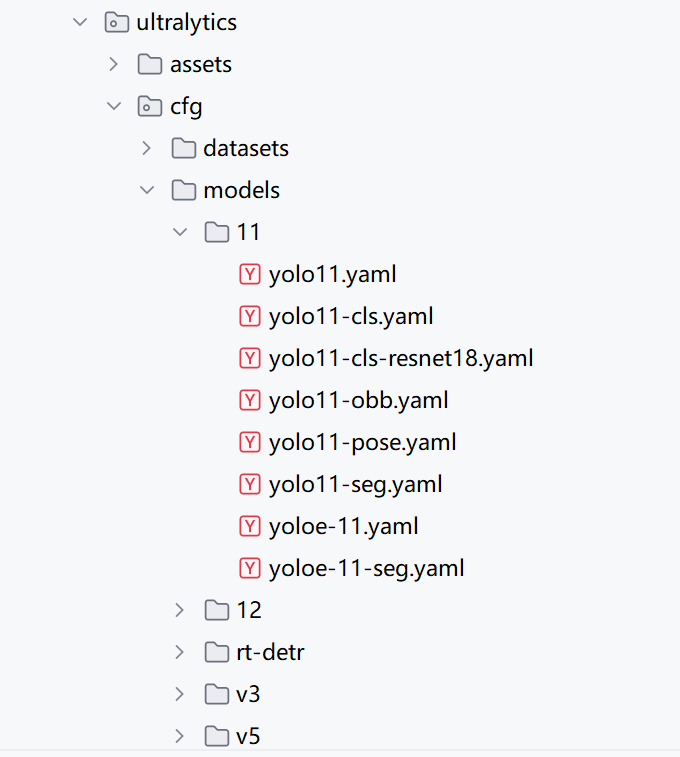 ultralytics
assets
cfg
datasets
models
11
Y yolo11.yaml
Y yolo11-cls.yaml
Y yolo11-cls-resnet18.yaml
Y yolo11-obb.yaml
Y yolo11-pose.yaml
Y yolo11-seg.yaml
Y yoloe-11.yaml
Y yoloe-11-seg.yaml
12
rt-detr
v3
v5